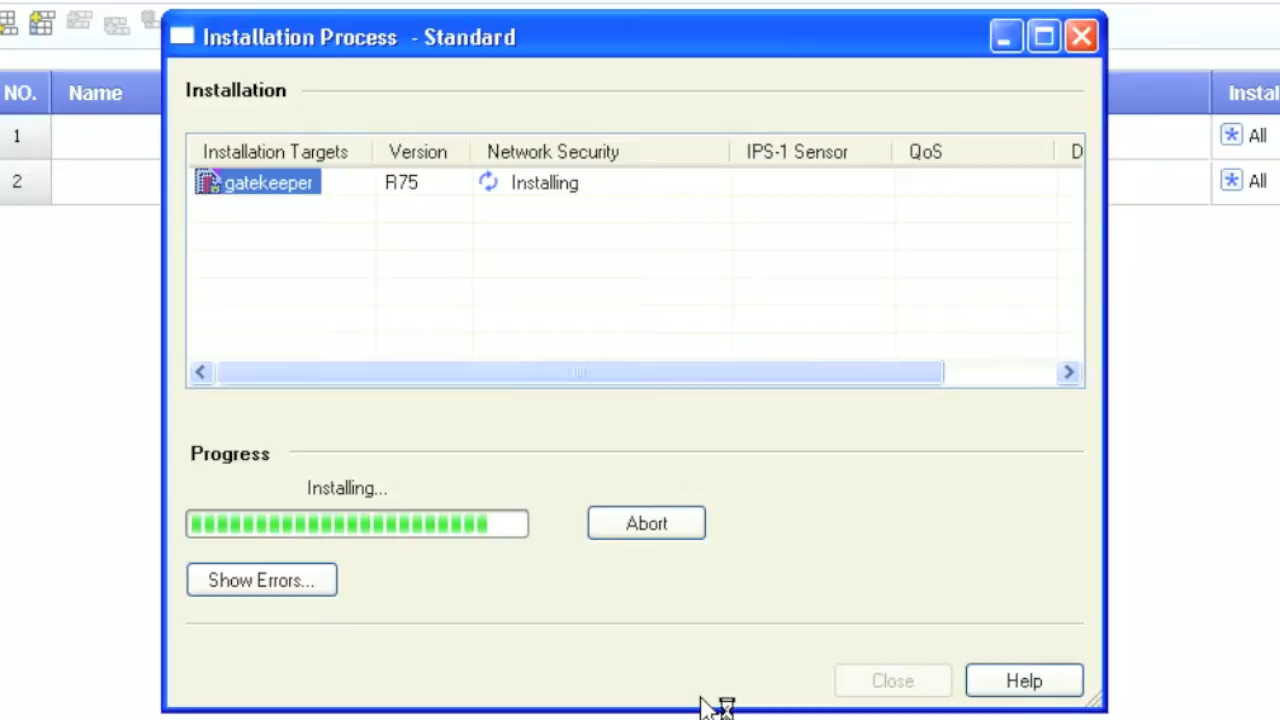 Installation Process - Standard
NO. Name Instal
Installation
1 All
Installation Targets Version Network Security IPS-1 Sensor QoS D
2 gatekeeper R75 Installing All
Progress
Installing...
Abort
Show Errors...
Close Help